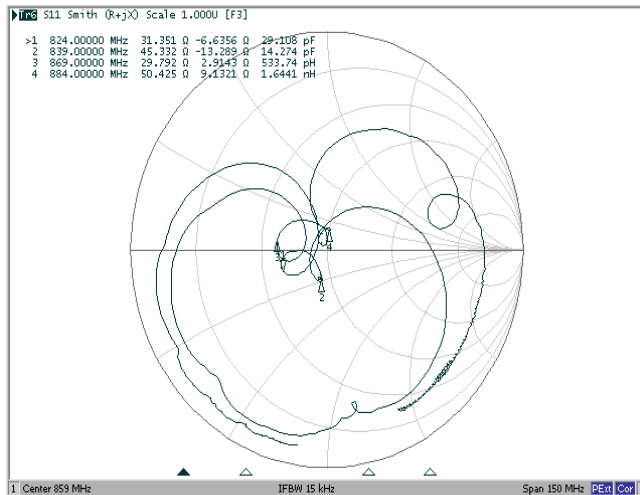 Tr6 S11 Smith (R+jX) Scale 1.000U [F3]
>1 824.00000 MHz 31.351 Ω -6.6356 Ω 29.108 pF
2 839.00000 MHz 45.332 Ω -13.289 Ω 14.274 pF
3 869.00000 MHz 29.792 Ω 2.9143 Ω 533.74 pH
4 884.00000 MHz 50.425 Ω 9.1321 Ω 1.6441 nH
4
3
1
2
1 Center 859 MHz IFBW 15 kHz Span 150 MHz PExt Cor